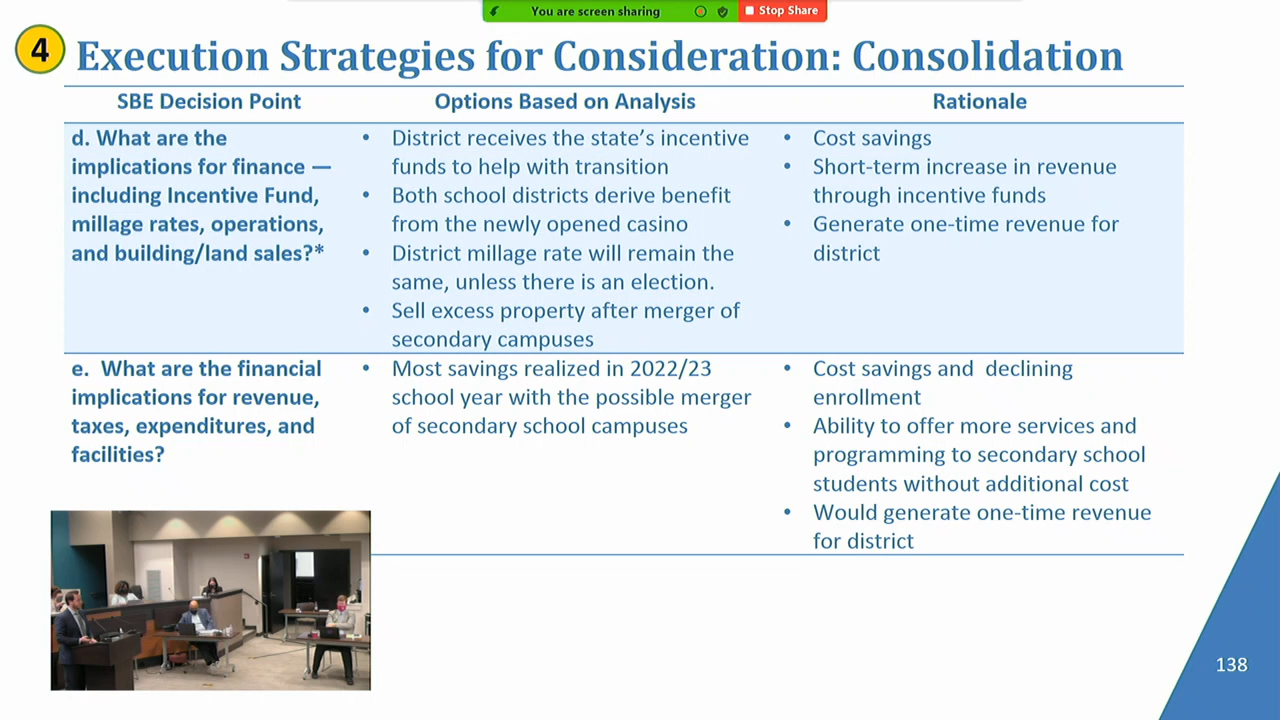 You are screen sharing
Stop Share
4
Execution Strategies for Consideration: Consolidation
SBE Decision Point
Options Based on Analysis
Rationale
d. What are the
implications for finance —
including Incentive Fund,
millage rates, operations,
and building/land sales?*
• District receives the state's incentive
funds to help with transition
• Both school districts derive benefit
from the newly opened casino
• District millage rate will remain the
same, unless there is an election.
• Sell excess property after merger of
secondary campuses
• Cost savings
• Short-term increase in revenue
through incentive funds
• Generate one-time revenue for
district
e. What are the financial
implications for revenue,
taxes, expenditures, and
facilities?
• Most savings realized in 2022/23
school year with the possible merger
of secondary school campuses
• Cost savings and declining
enrollment
• Ability to offer more services and
programming to secondary school
students without additional cost
• Would generate one-time revenue
for district
138